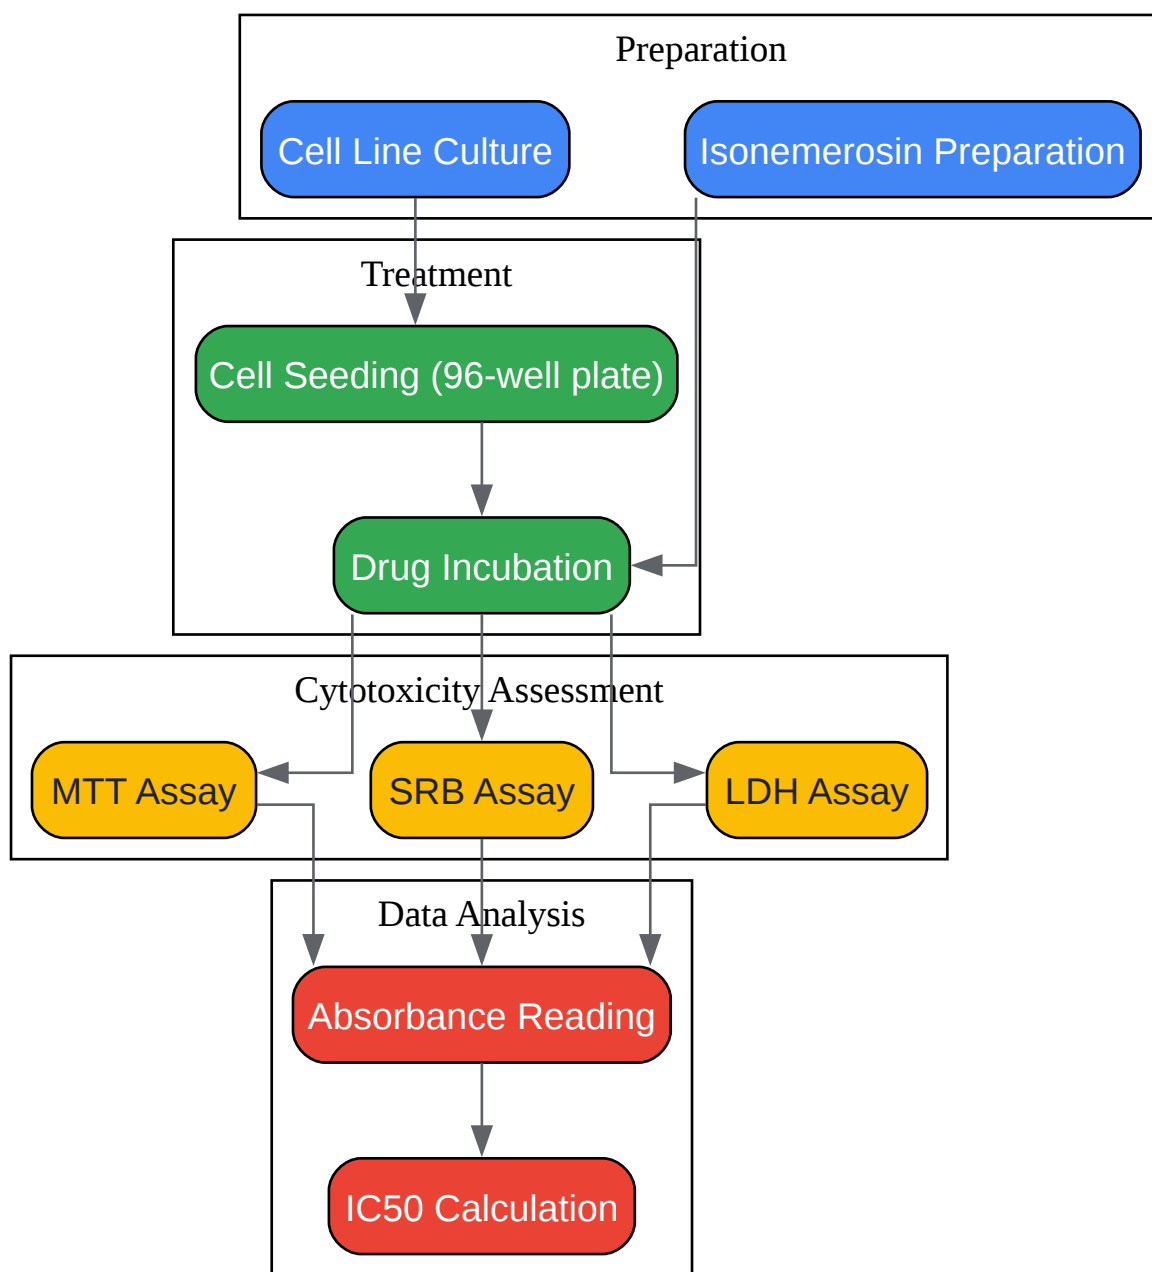 Preparation
Cell Line Culture
Isonemerosin Preparation
Treatment
Cell Seeding (96-well plate)
Drug Incubation
Cytotoxicity Assessment
MTT Assay
SRB Assay
LDH Assay
Data Analysis
Absorbance Reading
IC50 Calculation